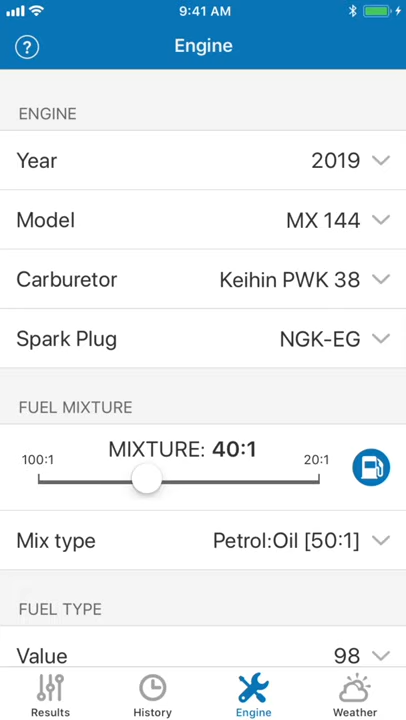 9:41 AM
?
Engine
ENGINE
Year 2019
Model MX 144
Carburetor Keihin PWK 38
Spark Plug NGK-EG
FUEL MIXTURE
MIXTURE: 40:1
100:1 20:1
Mix type Petrol:Oil [50:1]
FUEL TYPE
Value 98
Results History Engine Weather